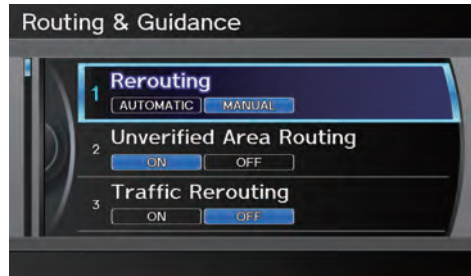 Routing & Guidance
1 Rerouting
AUTOMATIC MANUAL
2 Unverified Area Routing
ON OFF
3 Traffic Rerouting
ON OFF